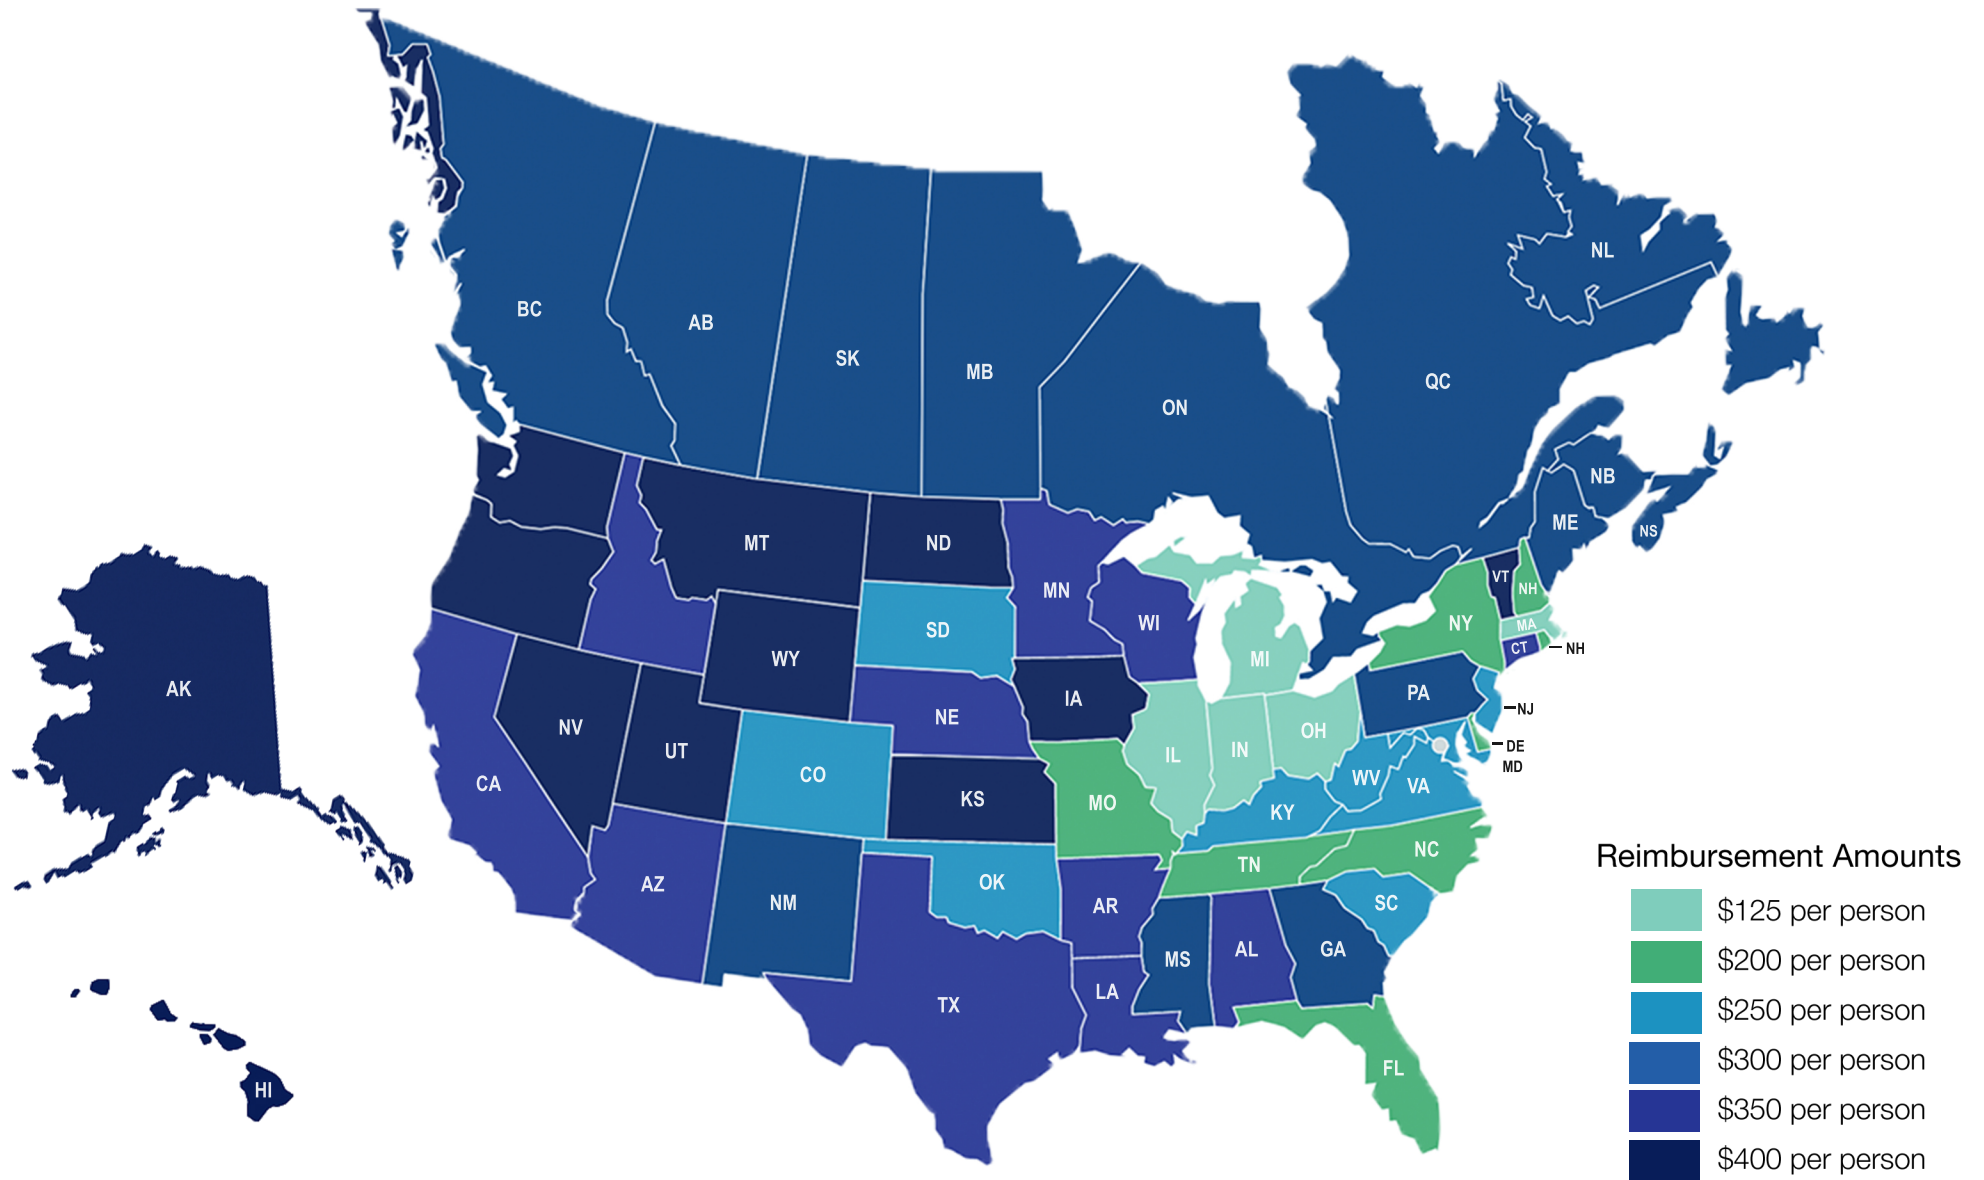 NL
BC
AB
SK
MB
QC
ON
NB
ME
NS
MT
ND
VT
NH
MN
WI
NY
MA
SD
CT
NH
WY
MI
AK
PA
IA
NJ
NE
NV
OH
DE
UT
IN
IL
MD
CO
WV
CA
VA
KS
MO
KY
NC
TN
AZ
OK
NM
SC
AR
GA
AL
MS
LA
TX
FL
HI
Reimbursement Amounts
$125 per person
$200 per person
$250 per person
$300 per person
$350 per person
$400 per person